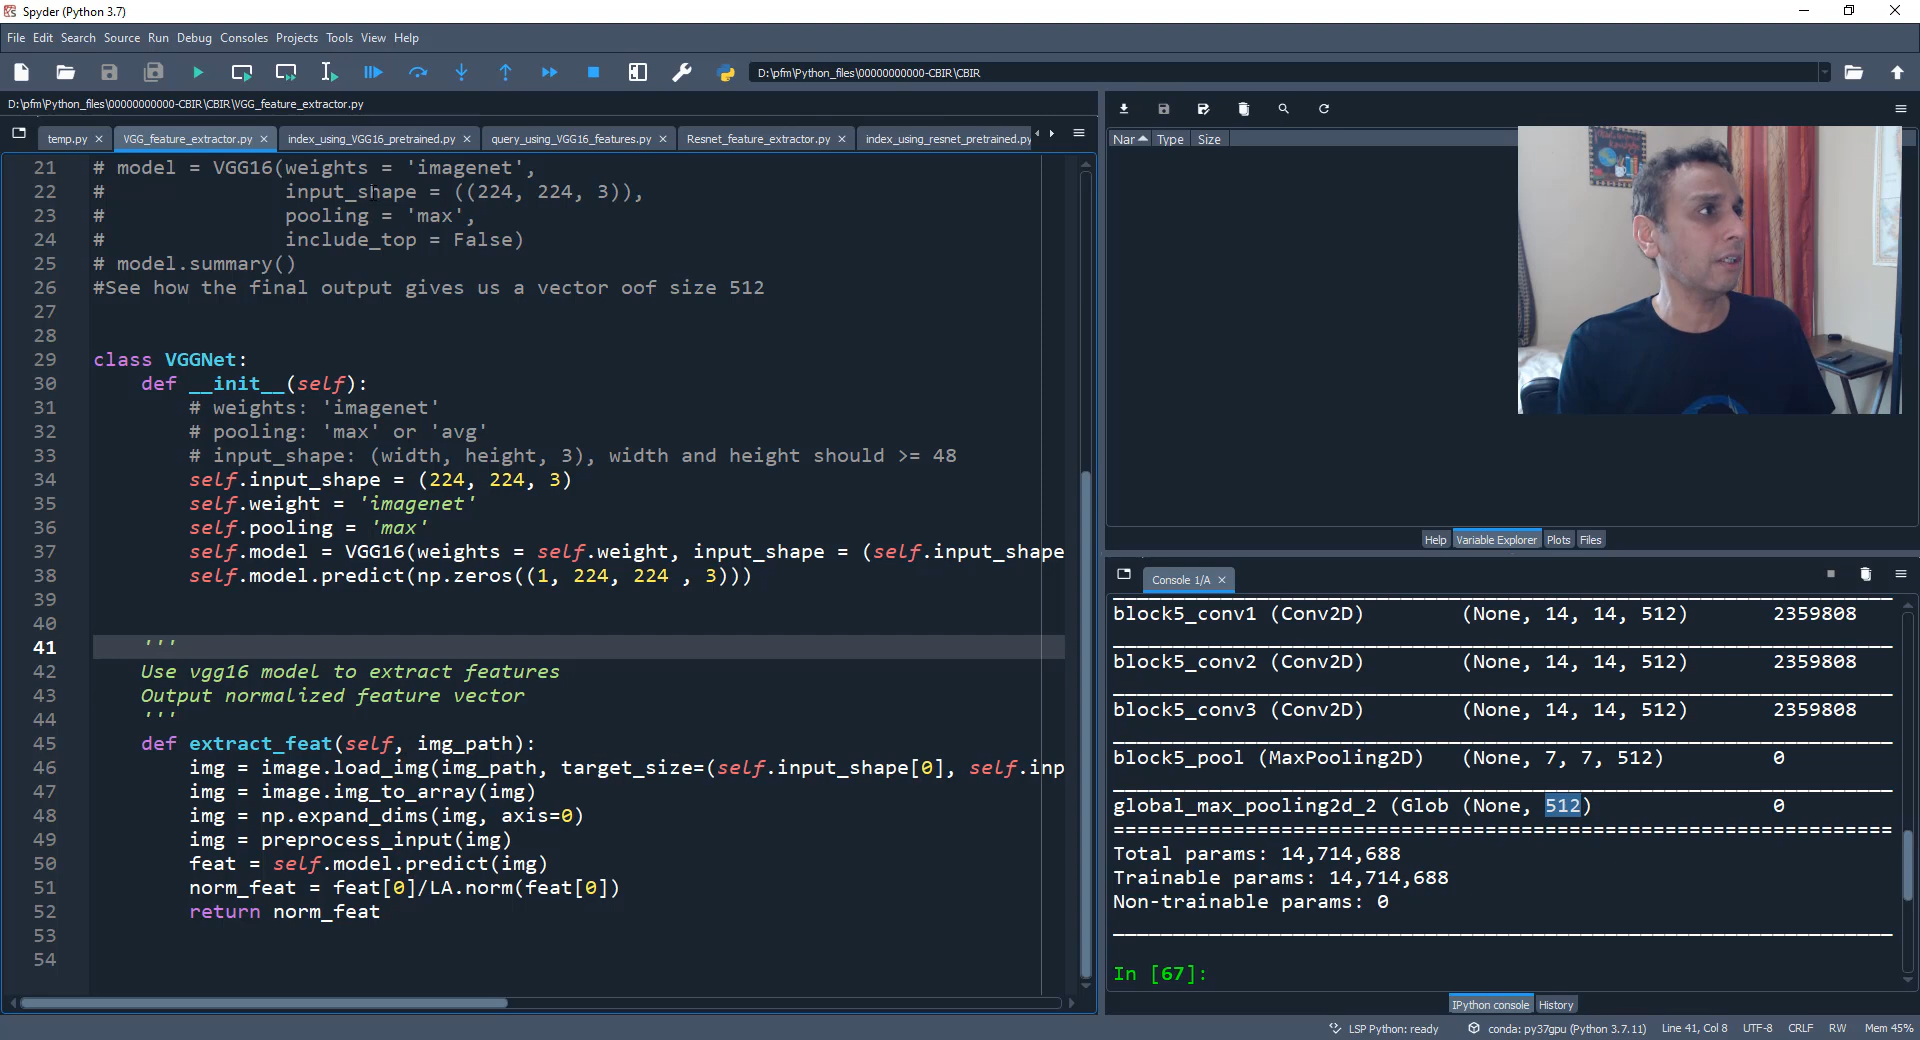 Spyder (Python 3.7)
File Edit Search Source Run Debug Consoles Projects Tools View Help
D:\pfm\Python_files\00000000000-CBIR\CBIR
D:\pfm\Python_files\00000000000-CBIR\CBIR\VGG_feature_extractor.py
temp.py VGG_feature_extractor.py index_using_VGG16_pretrained.py query_using_VGG16_features.py Resnet_feature_extractor.py index_using_resnet_pretrained.py
21 # model = VGG16(weights = 'imagenet',
22 #               input_shape = ((224, 224, 3)),
23 #               pooling = 'max',
24 #               include_top = False)
25 # model.summary()
26 #See how the final output gives us a vector oof size 512
27
28
29 class VGGNet:
30     def __init__(self):
31         # weights: 'imagenet'
32         # pooling: 'max' or 'avg'
33         # input_shape: (width, height, 3), width and height should >= 48
34         self.input_shape = (224, 224, 3)
35         self.weight = 'imagenet'
36         self.pooling = 'max'
37         self.model = VGG16(weights = self.weight, input_shape = (self.input_shape
38         self.model.predict(np.zeros((1, 224, 224 , 3)))
39
40
41     '''
42     Use vgg16 model to extract features
43     Output normalized feature vector
44     '''
45     def extract_feat(self, img_path):
46         img = image.load_img(img_path, target_size=(self.input_shape[0], self.inp
47         img = image.img_to_array(img)
48         img = np.expand_dims(img, axis=0)
49         img = preprocess_input(img)
50         feat = self.model.predict(img)
51         norm_feat = feat[0]/LA.norm(feat[0])
52         return norm_feat
53
54
Nar Type Size
Help Variable Explorer Plots Files
Console 1/A
block5_conv1 (Conv2D) (None, 14, 14, 512) 2359808
block5_conv2 (Conv2D) (None, 14, 14, 512) 2359808
block5_conv3 (Conv2D) (None, 14, 14, 512) 2359808
block5_pool (MaxPooling2D) (None, 7, 7, 512) 0
global_max_pooling2d_2 (Glob (None, 512) 0
Total params: 14,714,688
Trainable params: 14,714,688
Non-trainable params: 0
In [67]:
IPython console History
LSP Python: ready conda: py37gpu (Python 3.7.11) Line 41, Col 8 UTF-8 CRLF RW Mem 45%